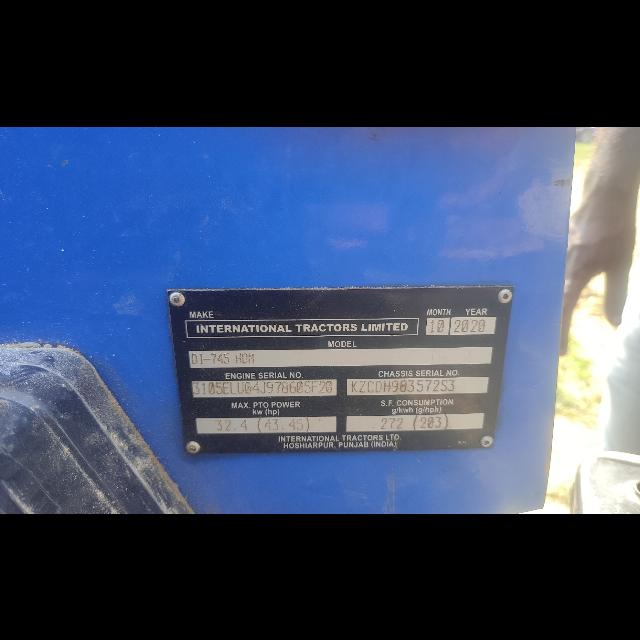 MAKE MONTH YEAR
INTERNATIONAL TRACTORS LIMITED 10 2020
MODEL
DI-745 HDM
ENGINE SERIAL NO. CHASSIS SERIAL NO.
KZCDH983572S3
MAX. PTO POWER S.F. CONSUMPTION
kw (hp) g/kwh (g/hph)
32.4 (43.45) 272 (203)
INTERNATIONAL TRACTORS LTD.
HOSHIARPUR, PUNJAB (INDIA)